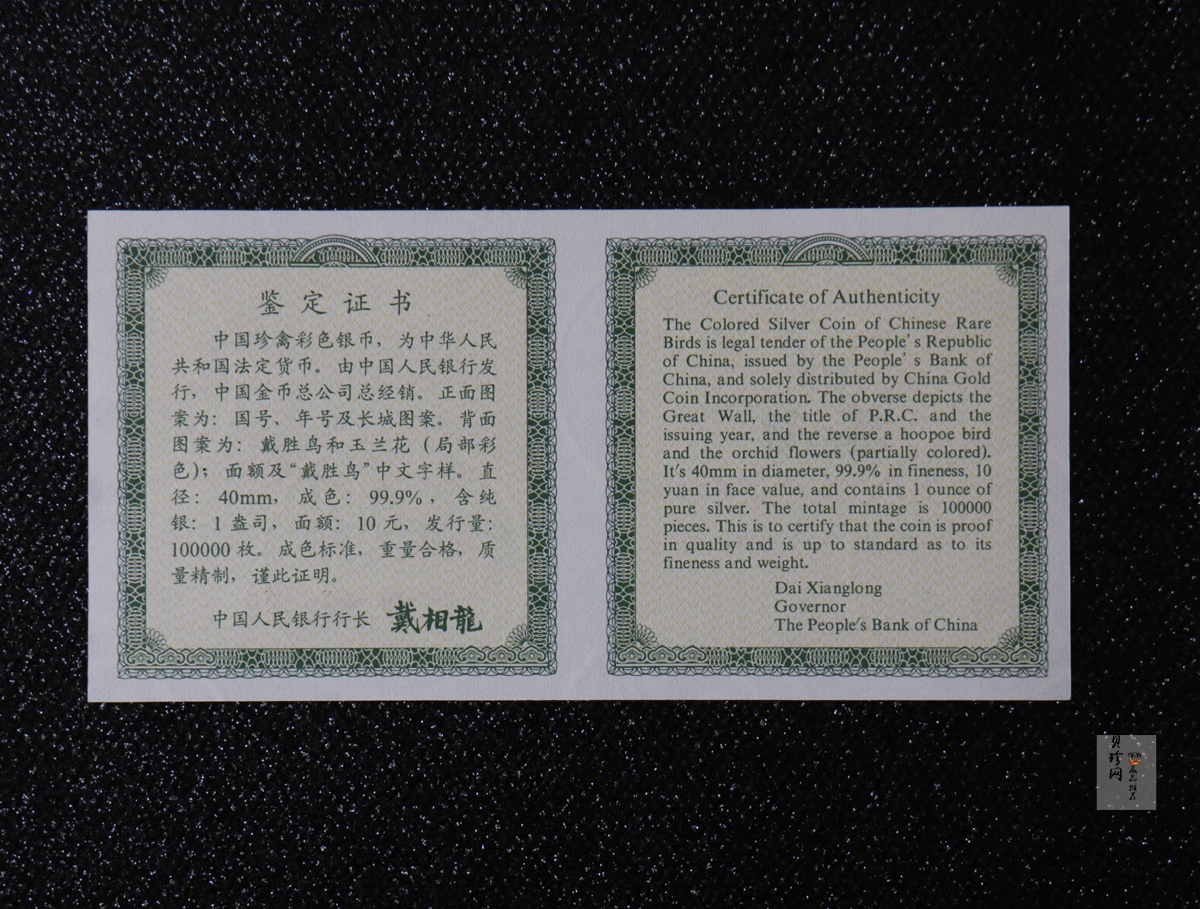 鉴定证书
中国珍禽彩色银币，为中华人民
共和国法定货币。由中国人民银行发
行，中国金币总公司总经销。正面图
案为：国号、年号及长城图案。背面
图案为：戴胜鸟和玉兰花（局部彩
色）；面额及“戴胜鸟”中文字样。直
径：40mm，成色：99.9%，含纯
银：1盎司，面额：10元，发行量：
100000枚。成色标准，重量合格，质
量精制，谨此证明。
中国人民银行行长 戴相龍
Certificate of Authenticity
The Colored Silver Coin of Chinese Rare
Birds is legal tender of the People's Republic
of China, issued by the People's Bank of
China, and solely distributed by China Gold
Coin Incorporation. The obverse depicts the
Great Wall, the title of P.R.C. and the
issuing year, and the reverse a hoopoe bird
and the orchid flowers (partially colored).
It's 40mm in diameter, 99.9% in fineness, 10
yuan in face value, and contains 1 ounce of
pure silver. The total mintage is 100000
pieces. This is to certify that the coin is proof
in quality and is up to standard as to its
fineness and weight.
Dai Xianglong
Governor
The People's Bank of China
贝珍网
藏品推荐